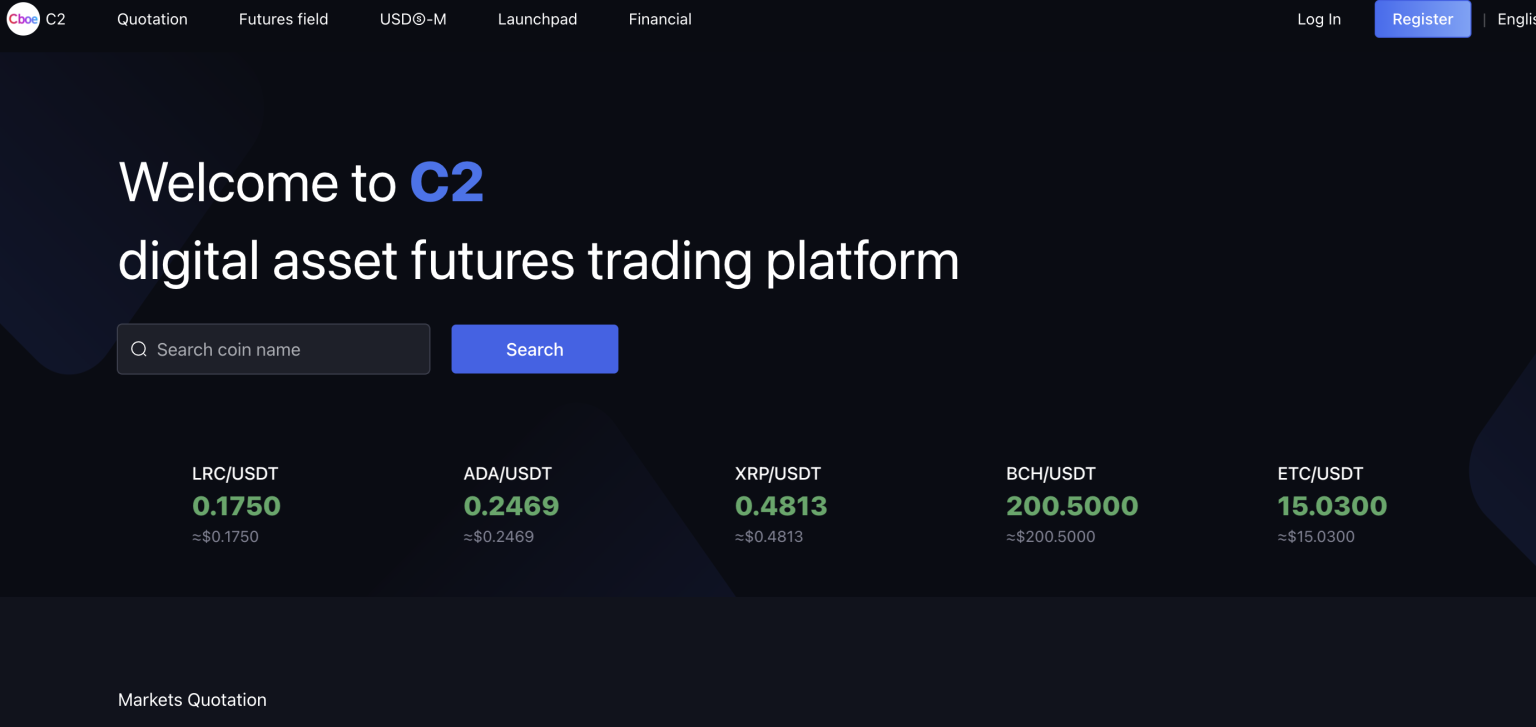 Cboe C2 Quotation Futures field USDⓢ-M Launchpad Financial Log In Register | Englis
Welcome to C2
digital asset futures trading platform
Search coin name Search
LRC/USDT ADA/USDT XRP/USDT BCH/USDT ETC/USDT
0.1750 0.2469 0.4813 200.5000 15.0300
≈$0.1750 ≈$0.2469 ≈$0.4813 ≈$200.5000 ≈$15.0300
Markets Quotation